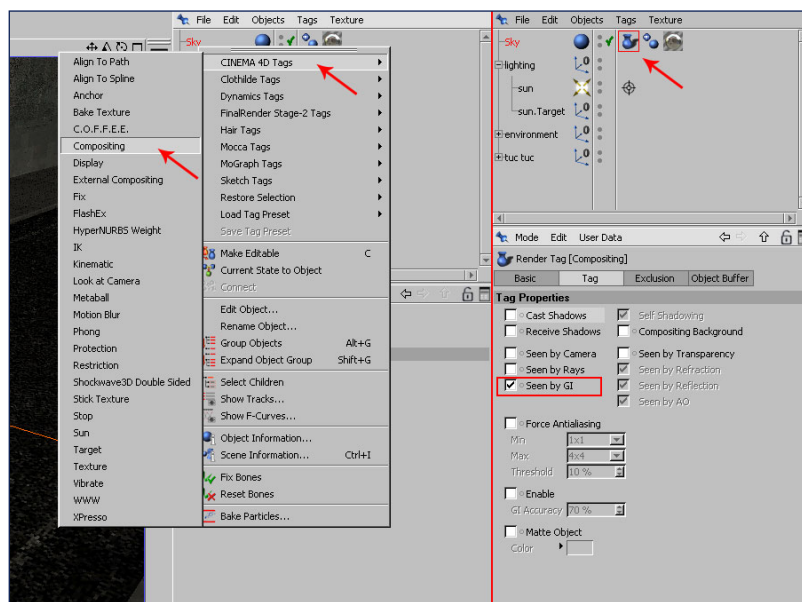 File Edit Objects Tags Texture
Sky
Align To Path
Align To Spline
Anchor
Bake Texture
C.O.F.F.E.E.
Compositing
Display
External Compositing
Fix
FlashEx
HyperNURBS Weight
IK
Kinematic
Look at Camera
Metaball
Motion Blur
Phong
Protection
Restriction
Shockwave3D Double Sided
Stick Texture
Stop
Sun
Target
Texture
Vibrate
WWW
XPresso
CINEMA 4D Tags
Clothilde Tags
Dynamics Tags
FinalRender Stage-2 Tags
Hair Tags
Mocca Tags
MoGraph Tags
Sketch Tags
Restore Selection
Load Tag Preset
Save Tag Preset
Make Editable C
Current State to Object
Connect
Edit Object...
Rename Object...
Group Objects Alt+G
Expand Object Group Shift+G
Select Children
Show Tracks...
Show F-Curves...
Object Information...
Scene Information... Ctrl+I
Fix Bones
Reset Bones
Bake Particles...
File Edit Objects Tags Texture
Sky
lighting
sun
sun.Target
environment
tuc tuc
Mode Edit User Data
Render Tag [Compositing]
Basic Tag Exclusion Object Buffer
Tag Properties
Cast Shadows Self Shadowing
Receive Shadows Compositing Background
Seen by Camera Seen by Transparency
Seen by Rays Seen by Refraction
Seen by GI Seen by Reflection
Seen by AO
Force Antialiasing
Min 1x1
Max 4x4
Threshold 10 %
Enable
GI Accuracy 70 %
Matte Object
Color